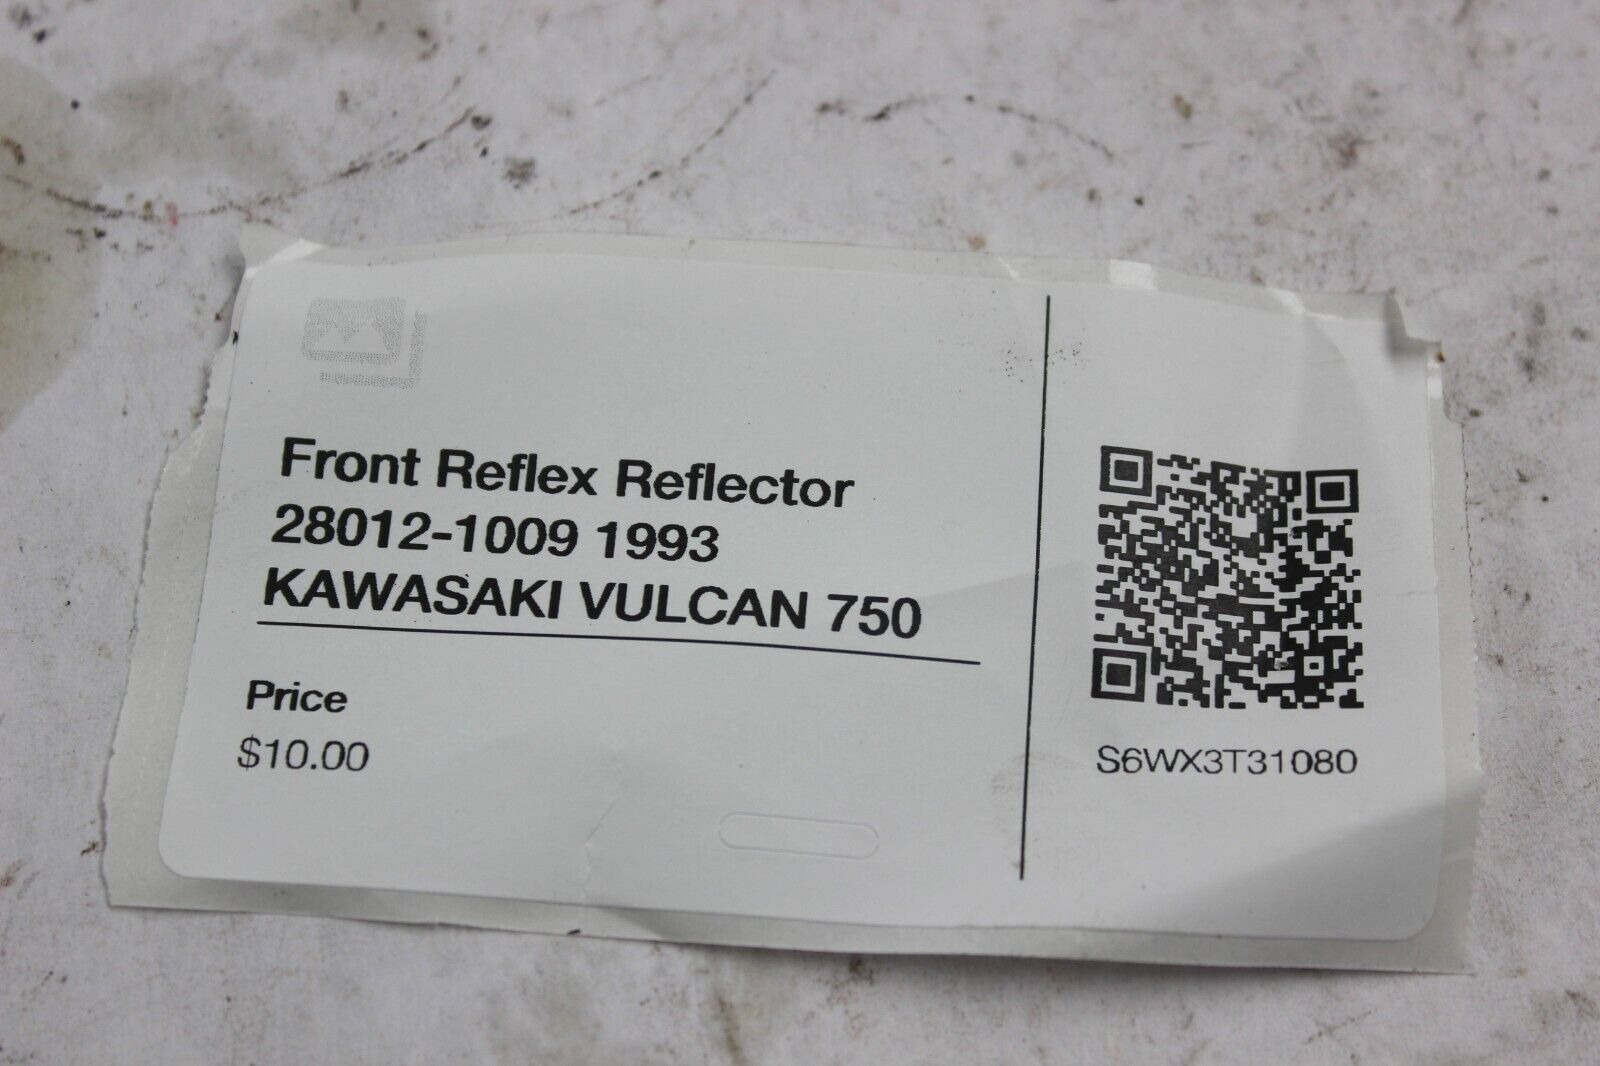 Front Reflex Reflector
28012-1009 1993
KAWASAKI VULCAN 750
Price
$10.00
S6WX3T31080